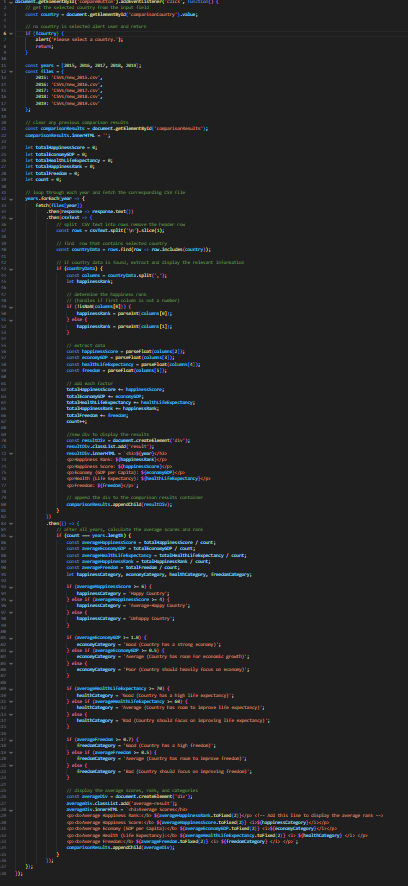 document.getElementById('compareButton').addEventListener('click', function() {
// get the selected country from the input field
const country = document.getElementById('comparisonCountry').value;
// no country is selected alert user and return
if (!country) {
alert('Please select a country.');
return;
}
const years = [2015, 2016, 2017, 2018, 2019];
const files = {
2015: 'CSVs/new_2015.csv',
2016: 'CSVs/new_2016.csv',
2017: 'CSVs/new_2017.csv',
2018: 'CSVs/new_2018.csv',
2019: 'CSVs/new_2019.csv'
};
// clear any previous comparison results
const comparisonResults = document.getElementById('comparisonResults');
comparisonResults.innerHTML = '';
let totalHappinessScore = 0;
let totalEconomyGDP = 0;
let totalHealthLifeExpectancy = 0;
let totalHappinessRank = 0;
let totalFreedom = 0;
let count = 0;
// loop through each year and fetch the corresponding CSV file
years.forEach(year => {
fetch(files[year])
.then(response => response.text())
.then(csvText => {
// split CSV text into rows remove the header row
const rows = csvText.split('\n').slice(1);
// find row that contains selected country
const countryData = rows.find(row => row.includes(country));
// if country data is found, extract and display the relevant information
if (countryData) {
const columns = countryData.split(',');
let happinessRank;
// determine the happiness rank
// (handles if first column is not a number)
if (!isNaN(columns[0])) {
happinessRank = parseInt(columns[0]);
} else {
happinessRank = parseInt(columns[1]);
}
// extract data
const happinessScore = parseFloat(columns[2]);
const economyGDP = parseFloat(columns[3]);
const healthLifeExpectancy = parseFloat(columns[4]);
const freedom = parseFloat(columns[5]);
// add each factor
totalHappinessScore += happinessScore;
totalEconomyGDP += economyGDP;
totalHealthLifeExpectancy += healthLifeExpectancy;
totalHappinessRank += happinessRank;
totalFreedom += freedom;
count++;
//new div to display the results
const resultDiv = document.createElement('div');
resultDiv.classList.add('result');
resultDiv.innerHTML = `<h3>${year}</h3>
<p>Happiness Rank: ${happinessRank}</p>
<p>Happiness Score: ${happinessScore}</p>
<p>Economy (GDP per Capita): ${economyGDP}</p>
<p>Health (Life Expectancy): ${healthLifeExpectancy}</p>
<p>Freedom: ${freedom}</p>`;
// append the div to the comparison results container
comparisonResults.appendChild(resultDiv);
}
})
.then(() => {
// after all years, calculate the average scores and rank
if (count === years.length) {
const averageHappinessScore = totalHappinessScore / count;
const averageEconomyGDP = totalEconomyGDP / count;
const averageHealthLifeExpectancy = totalHealthLifeExpectancy / count;
const averageHappinessRank = totalHappinessRank / count;
const averageFreedom = totalFreedom / count;
let happinessCategory, economyCategory, healthCategory, freedomCategory;
if (averageHappinessScore >= 6) {
happinessCategory = 'Happy Country';
} else if (averageHappinessScore >= 4) {
happinessCategory = 'Average-Happy Country';
} else {
happinessCategory = 'Unhappy Country';
}
if (averageEconomyGDP >= 1.0) {
economyCategory = 'Good (Country has a strong economy)';
} else if (averageEconomyGDP >= 0.5) {
economyCategory = 'Average (Country has room for economic growth)';
} else {
economyCategory = 'Poor (Country should heavily focus on economy)';
}
if (averageHealthLifeExpectancy >= 70) {
healthCategory = 'Good (Country has a high life expectancy)';
} else if (averageHealthLifeExpectancy >= 60) {
healthCategory = 'Average (Country has room to improve life expectancy)';
} else {
healthCategory = 'Bad (Country should focus on improving life expectancy)';
}
if (averageFreedom >= 0.7) {
freedomCategory = 'Good (Country has a high freedom)';
} else if (averageFreedom >= 0.5) {
freedomCategory = 'Average (Country has room to improve freedom)';
} else {
freedomCategory = 'Bad (Country should focus on improving freedom)';
}
// display the average scores, rank, and categories
const averageDiv = document.createElement('div');
averageDiv.classList.add('average-result');
averageDiv.innerHTML = `<h3>Average Scores</h3>
<p><b>Average Happiness Rank:</b> ${averageHappinessRank.toFixed(2)}</p> <!-- Add this line to display the average rank -->
<p><b>Average Happiness Score:</b> ${averageHappinessScore.toFixed(2)} <i>${happinessCategory}</i></p>
<p><b>Average Economy (GDP per Capita):</b> ${averageEconomyGDP.toFixed(2)} <i>${economyCategory}</i></p>
<p><b>Average Health (Life Expectancy):</b> ${averageHealthLifeExpectancy.toFixed(2)} <i> ${healthCategory} </i> </p>
<p><b>Average Freedom:</b> ${averageFreedom.toFixed(2)} <i> ${freedomCategory} </i> </p>`;
comparisonResults.appendChild(averageDiv);
}
});
});
});